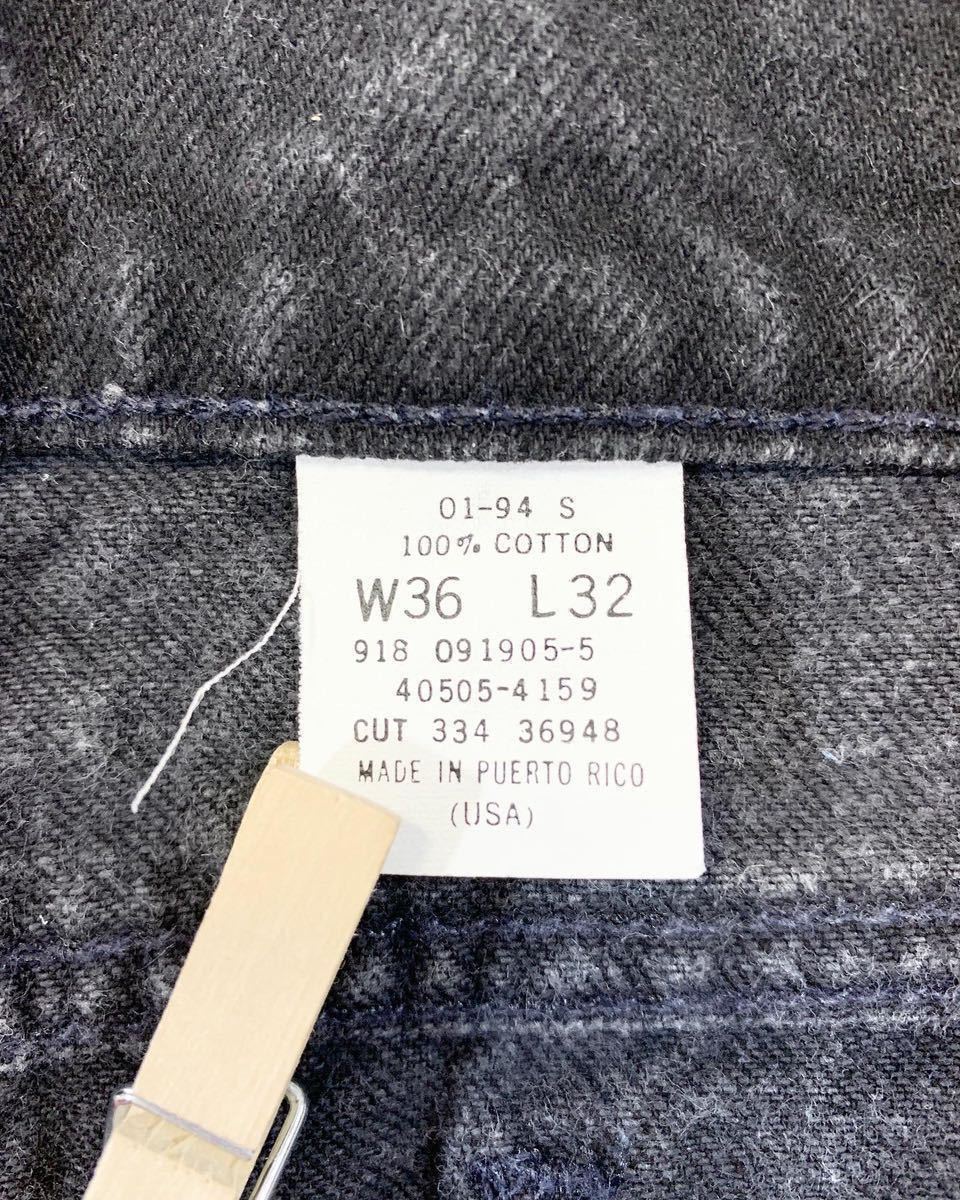 01-94 S
100% COTTON
W36 L32
918 091905-5
40505-4159
CUT 334 36948
MADE IN PUERTO RICO
(USA)